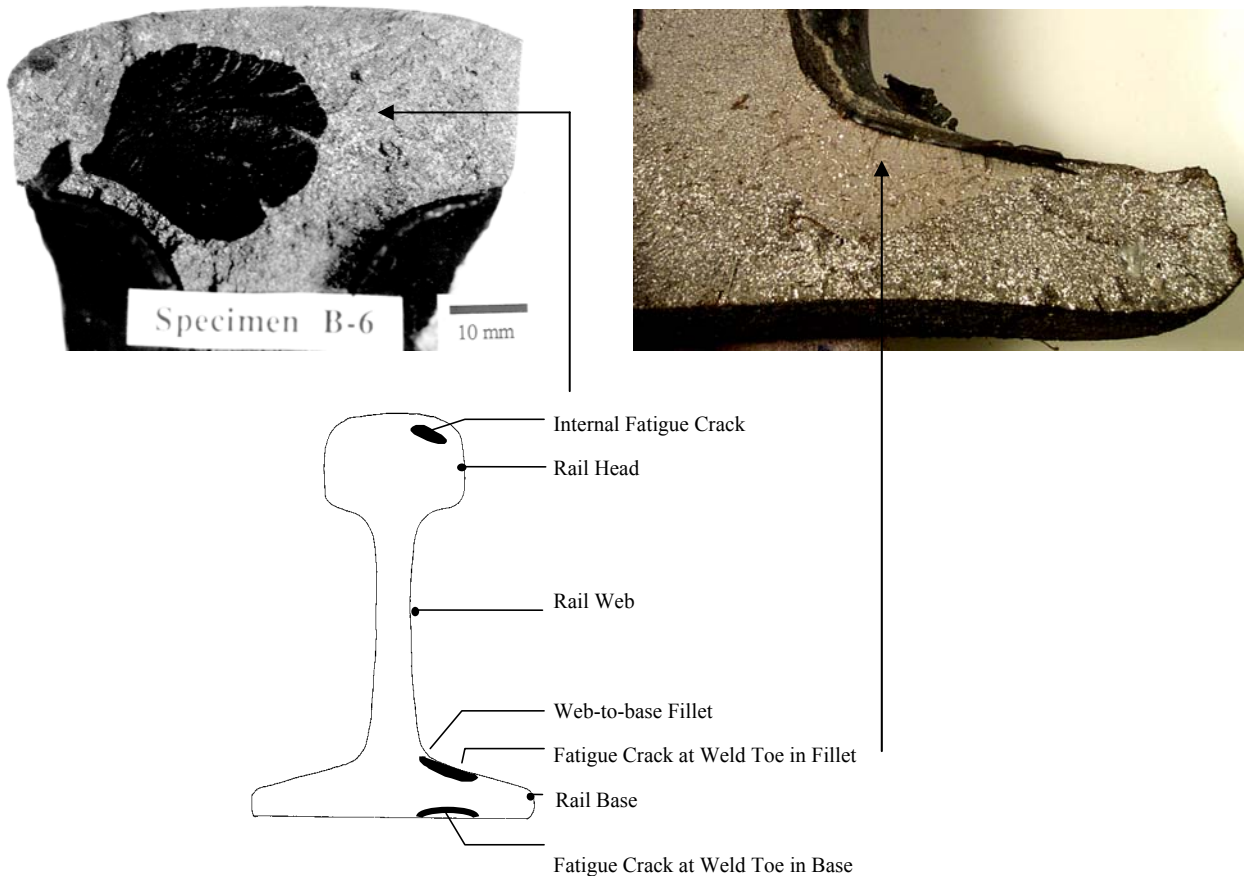 Specimen B-6
10 mm
Internal Fatigue Crack
Rail Head
Rail Web
Web-to-base Fillet
Fatigue Crack at Weld Toe in Fillet
Rail Base
Fatigue Crack at Weld Toe in Base